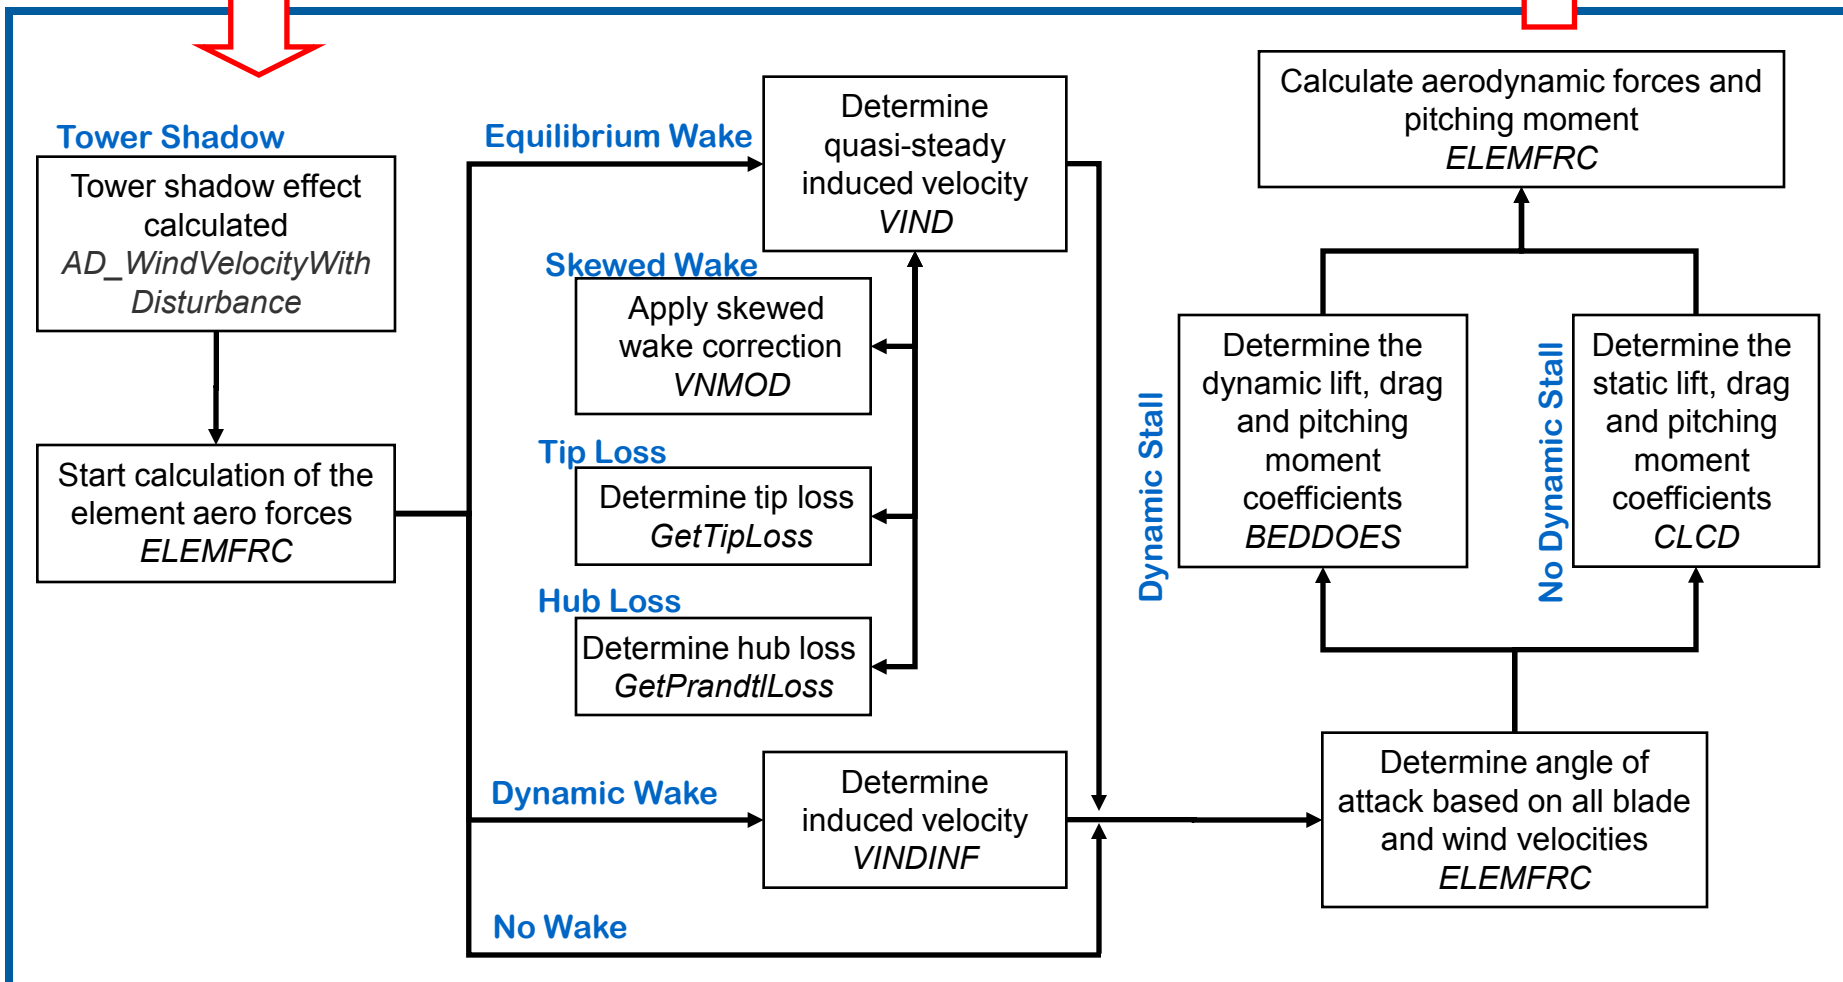 Tower Shadow
Tower shadow effect
calculated
AD_WindVelocityWith
Disturbance
Start calculation of the
element aero forces
ELEMFRC
Equilibrium Wake
Determine
quasi-steady
induced velocity
VIND
Skewed Wake
Apply skewed
wake correction
VNMOD
Tip Loss
Determine tip loss
GetTipLoss
Hub Loss
Determine hub loss
GetPrandtlLoss
Dynamic Wake
Determine
induced velocity
VINDINF
No Wake
Calculate aerodynamic forces and
pitching moment
ELEMFRC
Dynamic Stall
Determine the
dynamic lift, drag
and pitching
moment
coefficients
BEDDOES
No Dynamic Stall
Determine the
static lift, drag
and pitching
moment
coefficients
CLCD
Determine angle of
attack based on all blade
and wind velocities
ELEMFRC